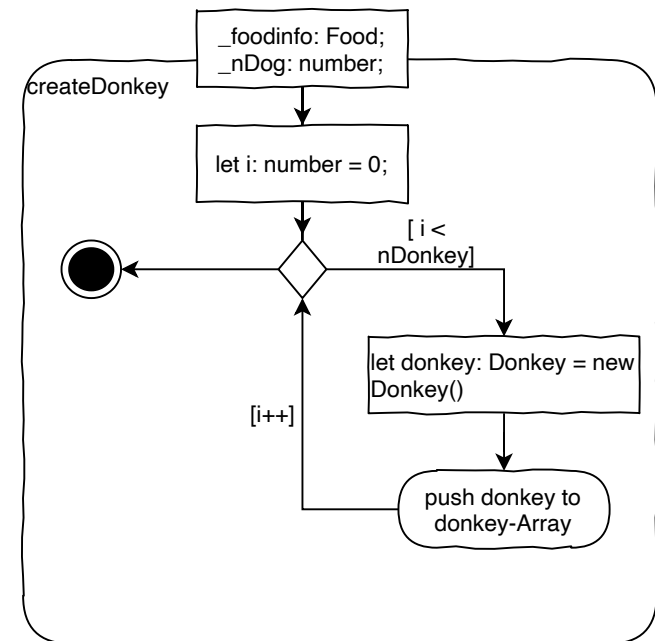 _foodinfo: Food;
_nDog: number;
createDonkey
let i: number = 0;
[ i <
nDonkey]
let donkey: Donkey = new
Donkey()
[i++]
push donkey to
donkey-Array